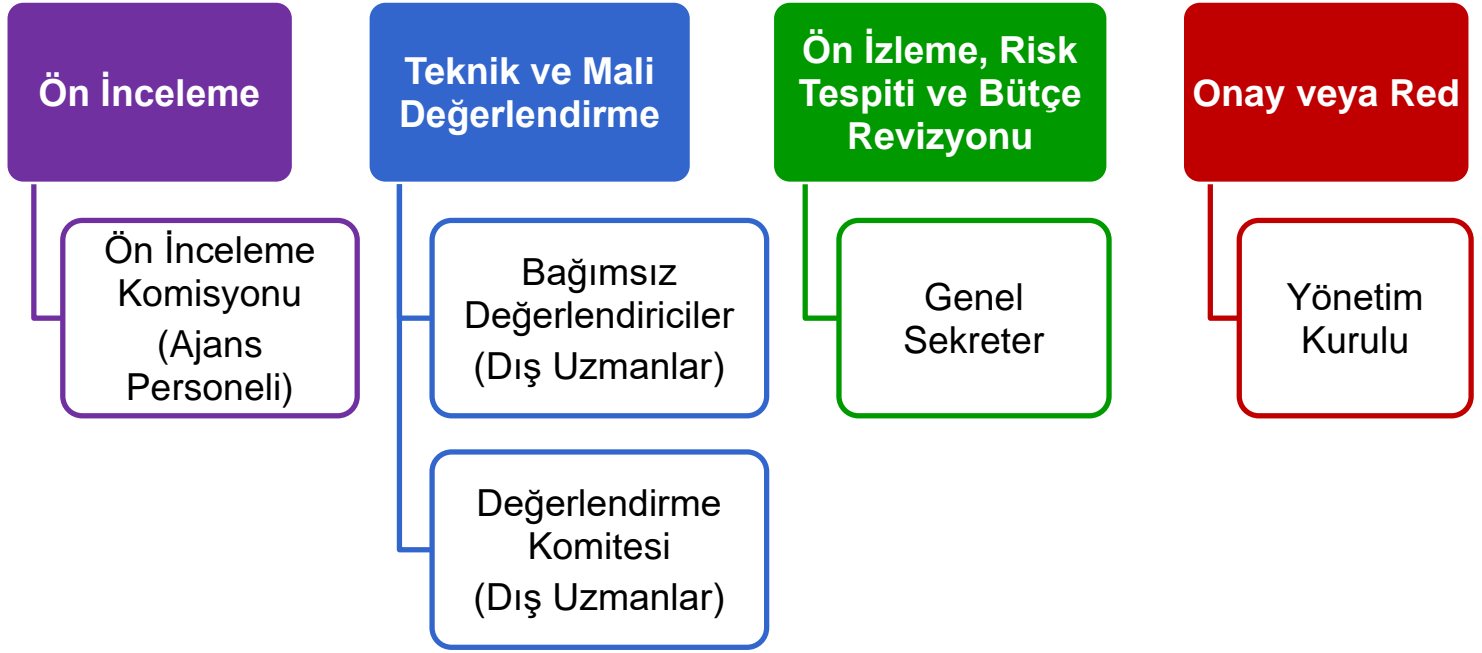 Ön İnceleme
Ön İnceleme
Komisyonu
(Ajans
Personeli)
Teknik ve Mali
Değerlendirme
Bağımsız
Değerlendiriciler
(Dış Uzmanlar)
Değerlendirme
Komitesi
(Dış Uzmanlar)
Ön İzleme, Risk
Tespiti ve Bütçe
Revizyonu
Genel
Sekreter
Onay veya Red
Yönetim
Kurulu